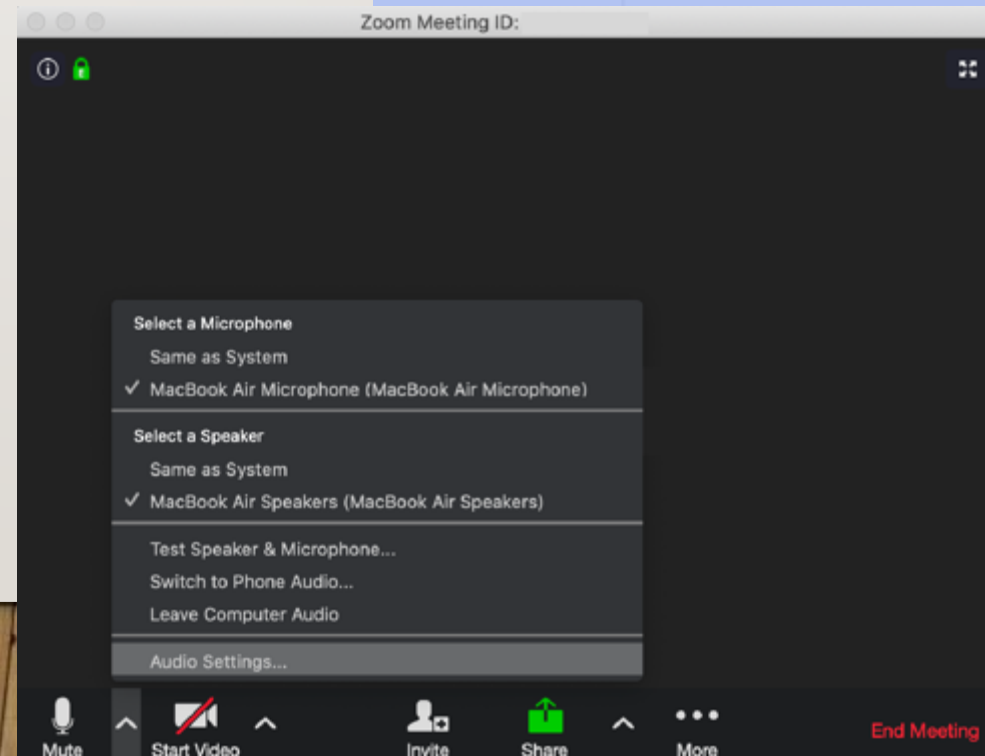 Zoom Meeting ID:
Select a Microphone
Same as System
✓ MacBook Air Microphone (MacBook Air Microphone)
Select a Speaker
Same as System
✓ MacBook Air Speakers (MacBook Air Speakers)
Test Speaker & Microphone...
Switch to Phone Audio...
Leave Computer Audio
Audio Settings...
Mute
Start Video
Invite
Share
More
End Meeting